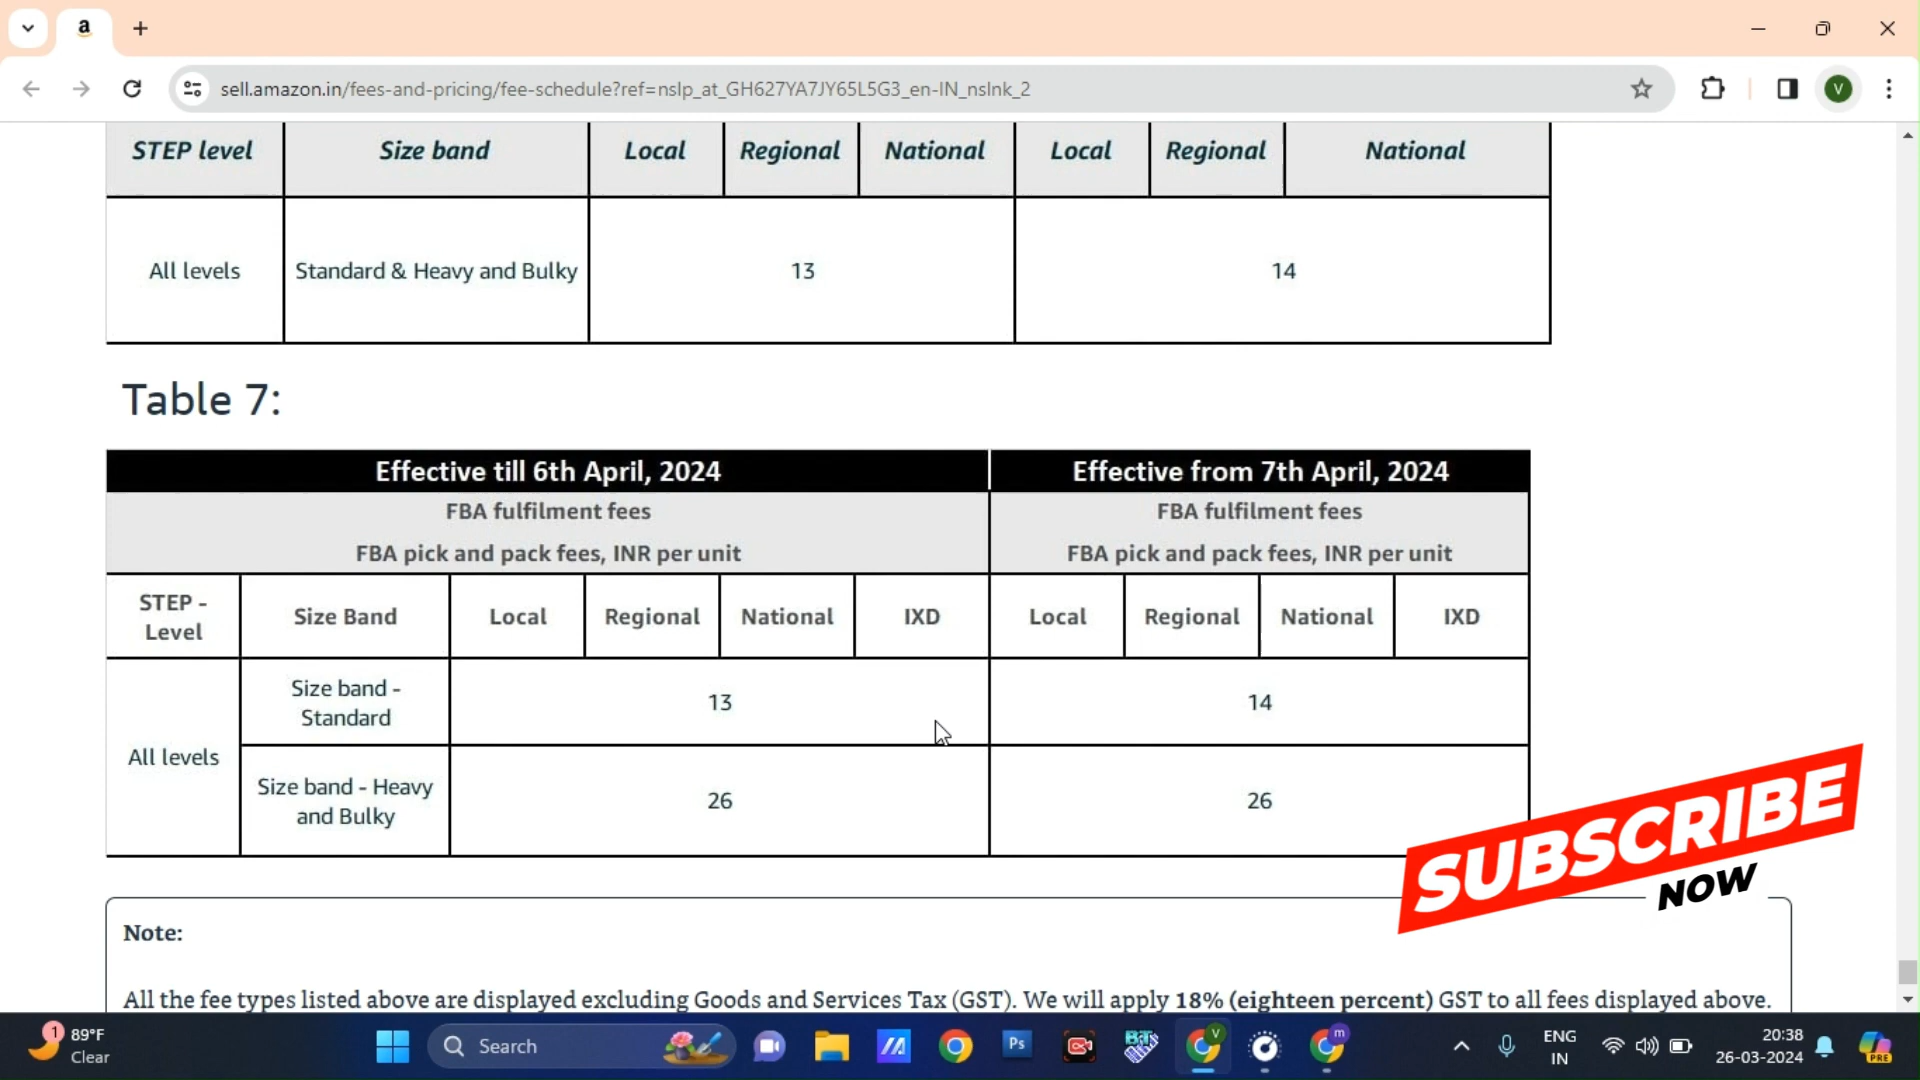 a
sell.amazon.in/fees-and-pricing/fee-schedule?ref=nslp_at_GH627YA7JY65L5G3_en-IN_nslnk_2
V
STEP level Size band Local Regional National Local Regional National
All levels Standard & Heavy and Bulky 13 14
Table 7:
Effective till 6th April, 2024 Effective from 7th April, 2024
FBA fulfilment fees FBA fulfilment fees
FBA pick and pack fees, INR per unit FBA pick and pack fees, INR per unit
STEP -
Level
Size Band Local Regional National IXD Local Regional National IXD
Size band -
Standard
13 14
All levels
Size band - Heavy
and Bulky
26 26
SUBSCRIBE
NOW
Note:
All the fee types listed above are displayed excluding Goods and Services Tax (GST). We will apply 18% (eighteen percent) GST to all fees displayed above.
1
89°F
Clear
Search
Ps
V
m
ENG
IN
20:38
26-03-2024
PRE